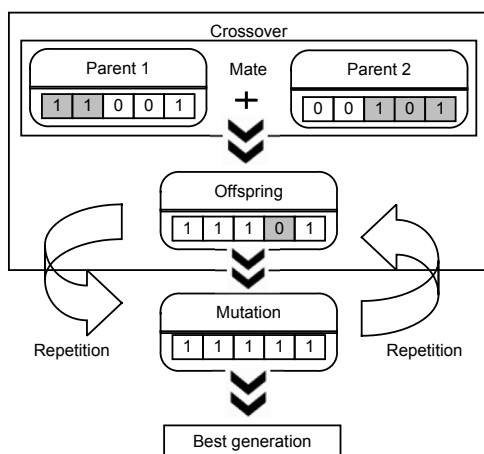 Crossover
Parent 1
Mate
Parent 2
1 1 0 0 1
+
0 0 1 0 1
Offspring
1 1 1 0 1
Mutation
Repetition
Repetition
1 1 1 1 1
Best generation